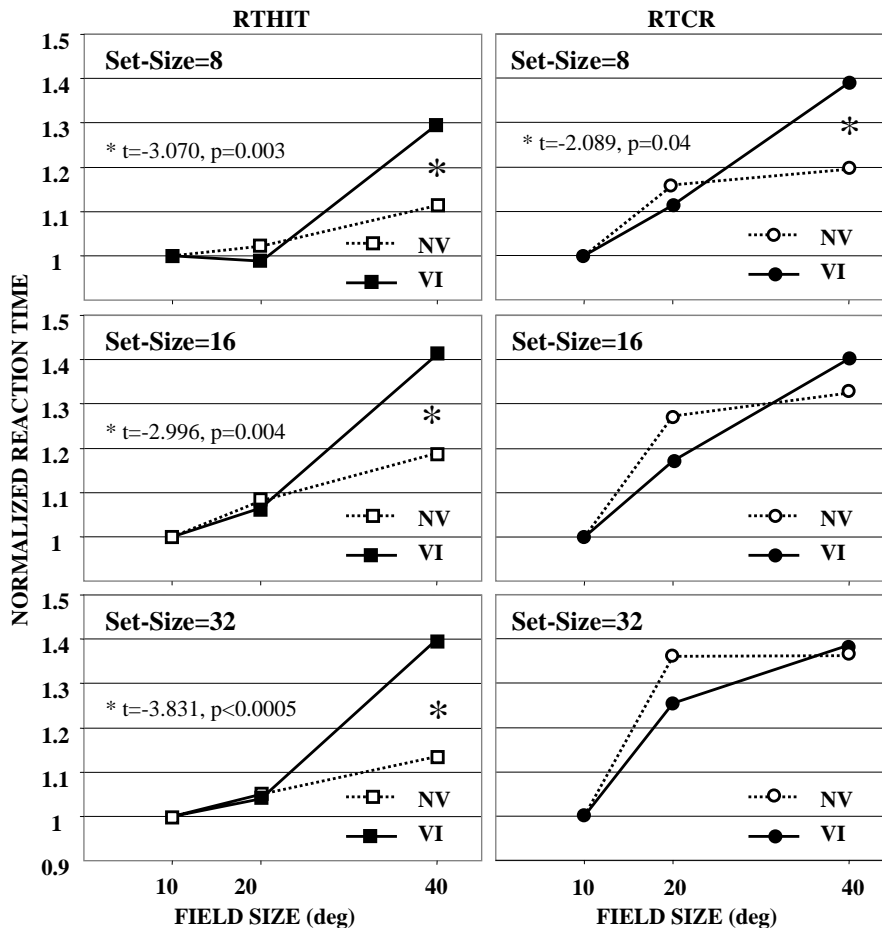 RTHIT
RTCR
1.5
1.4
1.3
1.2
1.1
1
Set-Size=8
* t=-3.070, p=0.003
*
NV
VI
Set-Size=8
* t=-2.089, p=0.04
*
NV
VI
1.5
1.4
1.3
1.2
1.1
1
Set-Size=16
* t=-2.996, p=0.004
*
NV
VI
Set-Size=16
NV
VI
1.5
1.4
1.3
1.2
1.1
1
0.9
Set-Size=32
* t=-3.831, p<0.0005
*
NV
VI
Set-Size=32
NV
VI
NORMALIZED REACTION TIME
10 20 40
10 20 40
FIELD SIZE (deg)
FIELD SIZE (deg)